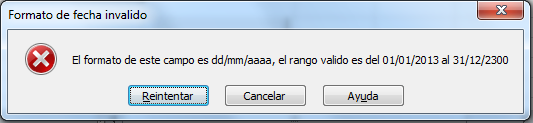 Formato de fecha invalido
El formato de este campo es dd/mm/aaaa, el rango valido es del 01/01/2013 al 31/12/2300
Reintentar
Cancelar
Ayuda